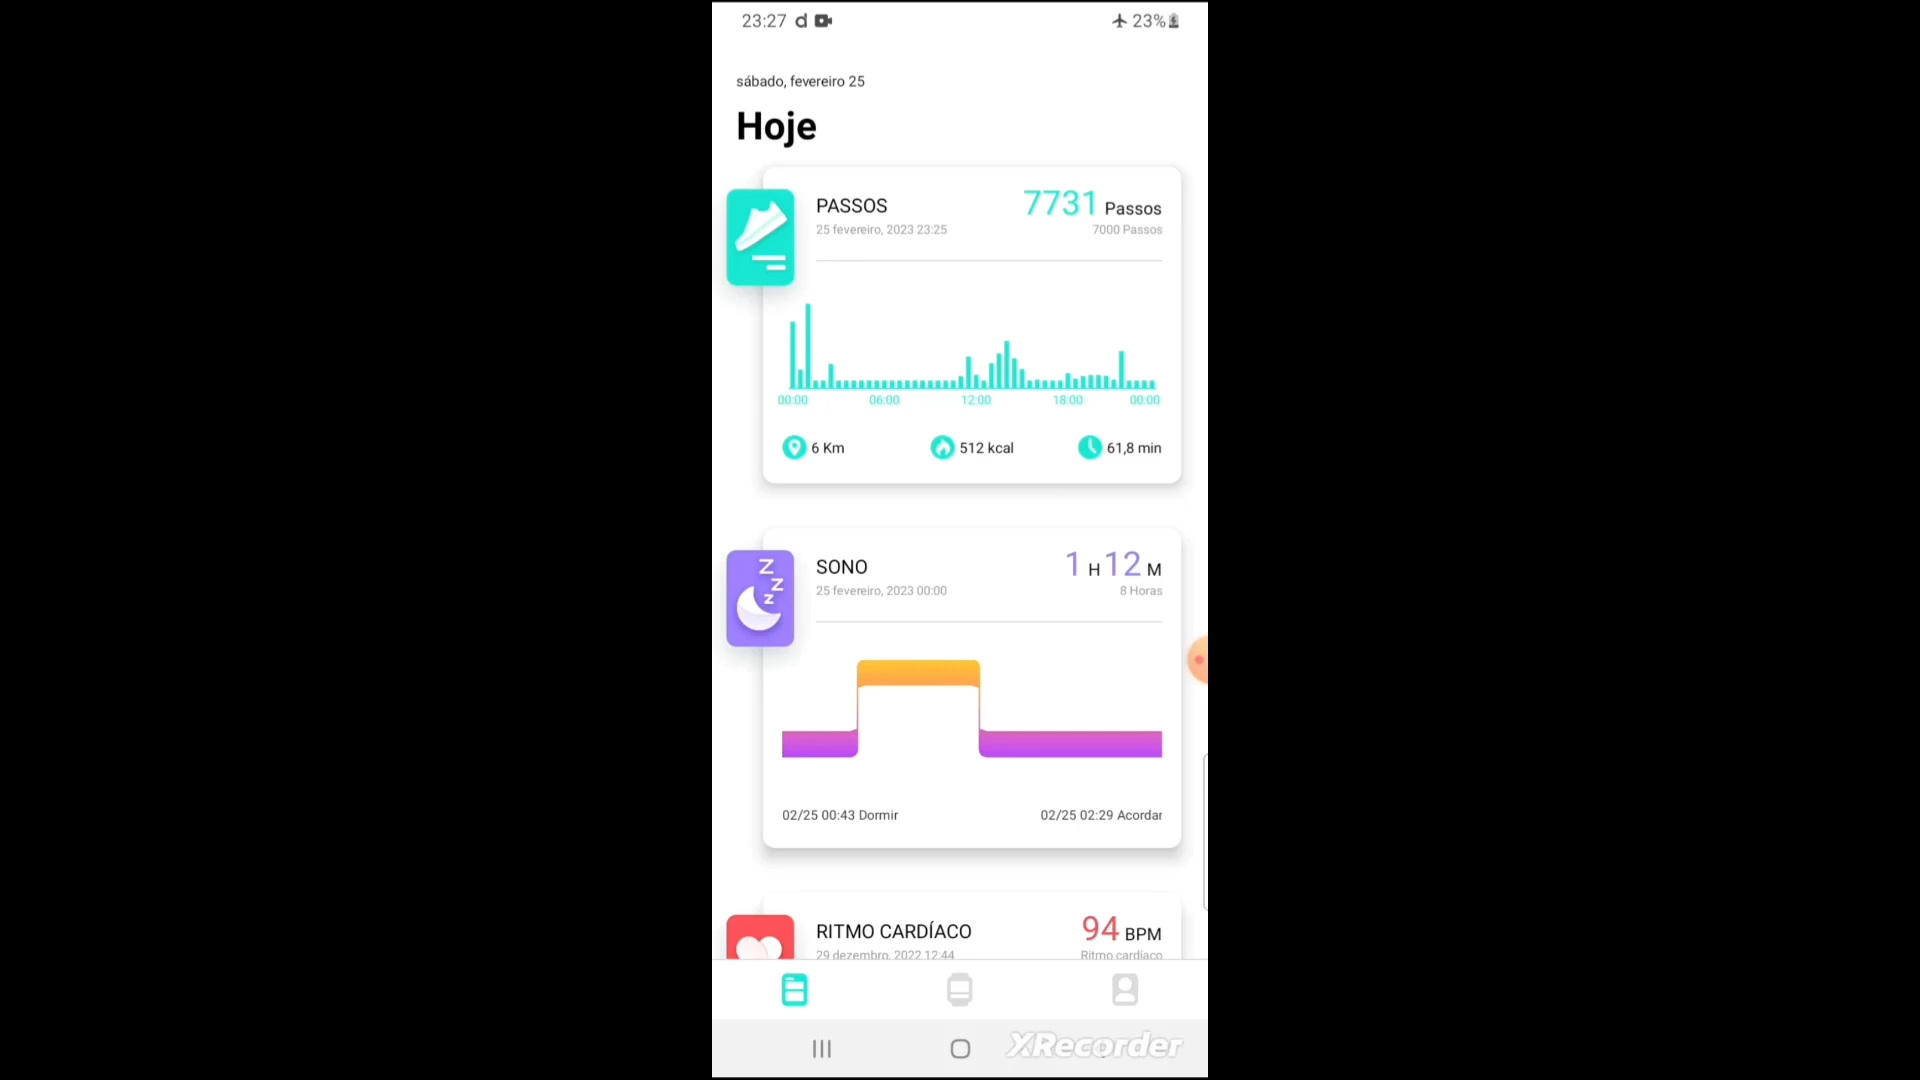 23:27 d 23%
sábado, fevereiro 25
Hoje
PASSOS 7731 Passos
25 fevereiro, 2023 23:25 7000 Passos
00:00 06:00 12:00 18:00 00:00
6 Km 512 kcal 61,8 min
Z
Z
z
SONO 1 H 12 M
25 fevereiro, 2023 00:00 8 Horas
02/25 00:43 Dormir 02/25 02:29 Acordar
RITMO CARDÍACO 94 BPM
29 dezembro, 2022 12:44 Ritmo cardíaco
XRecorder